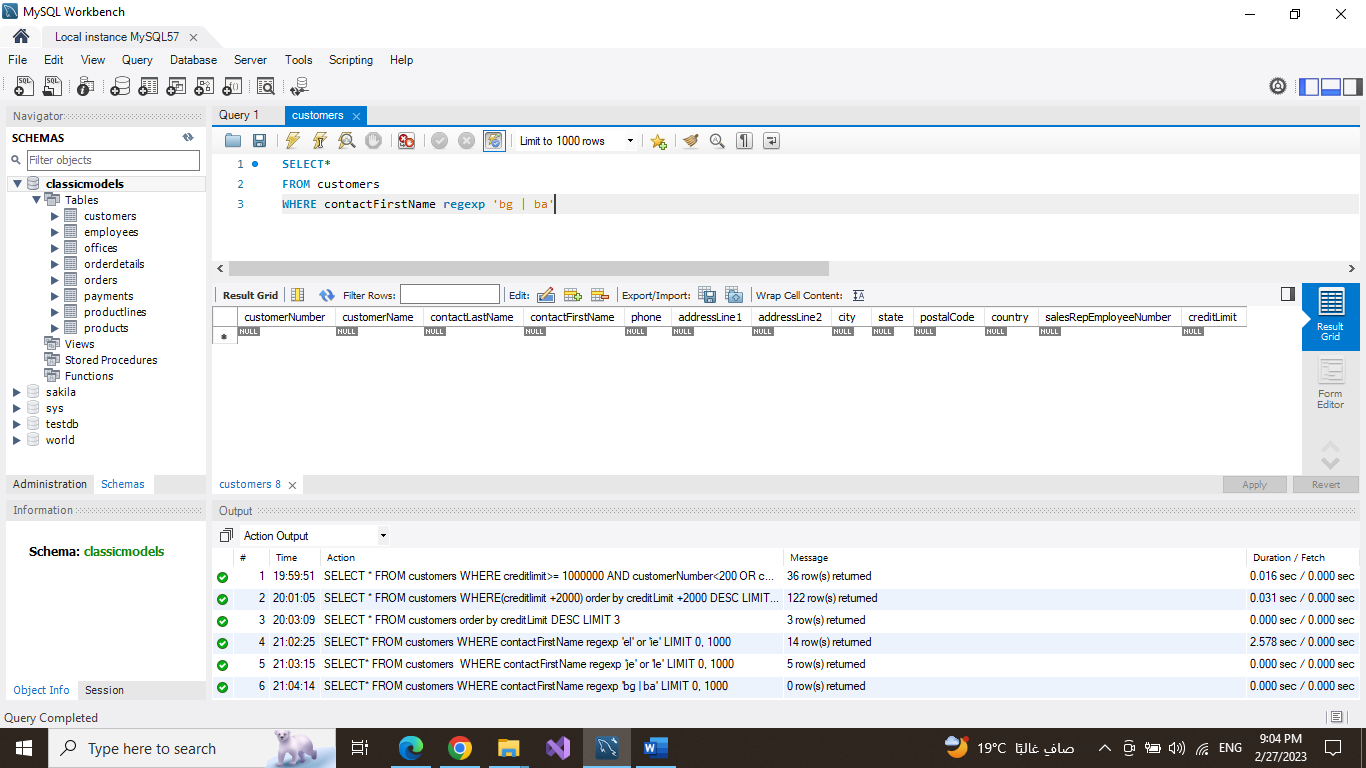 MySQL Workbench
Local instance MySQL57
File Edit View Query Database Server Tools Scripting Help
Navigator
SCHEMAS
Filter objects
classicmodels
Tables
customers
employees
offices
orderdetails
orders
payments
productlines
products
Views
Stored Procedures
Functions
sakila
sys
testdb
world
Administration Schemas
Information
Schema: classicmodels
Object Info Session
Query 1 customers
Limit to 1000 rows
1 SELECT*
2 FROM customers
3 WHERE contactFirstName regexp 'bg | ba'
Result Grid Filter Rows: Edit: Export/Import: Wrap Cell Content:
customerNumber customerName contactLastName contactFirstName phone addressLine1 addressLine2 city state postalCode country salesRepEmployeeNumber creditLimit
NULL NULL NULL NULL NULL NULL NULL NULL NULL NULL NULL NULL NULL
Result Grid
Form Editor
customers 8
Apply Revert
Output
Action Output
# Time Action Message Duration / Fetch
1 19:59:51 SELECT * FROM customers WHERE creditlimit>= 1000000 AND customerNumber<200 OR c... 36 row(s) returned 0.016 sec / 0.000 sec
2 20:01:05 SELECT * FROM customers WHERE(creditlimit +2000) order by creditLimit +2000 DESC LIMIT... 122 row(s) returned 0.031 sec / 0.000 sec
3 20:03:09 SELECT * FROM customers order by creditLimit DESC LIMIT 3 3 row(s) returned 0.000 sec / 0.000 sec
4 21:02:25 SELECT* FROM customers WHERE contactFirstName regexp 'el' or 'ie' LIMIT 0, 1000 14 row(s) returned 2.578 sec / 0.000 sec
5 21:03:15 SELECT* FROM customers WHERE contactFirstName regexp 'je' or 'le' LIMIT 0, 1000 5 row(s) returned 0.000 sec / 0.000 sec
6 21:04:14 SELECT* FROM customers WHERE contactFirstName regexp 'bg | ba' LIMIT 0, 1000 0 row(s) returned 0.000 sec / 0.000 sec
Query Completed
Type here to search
19°C صافٍ غالبًا
ENG
9:04 PM
2/27/2023